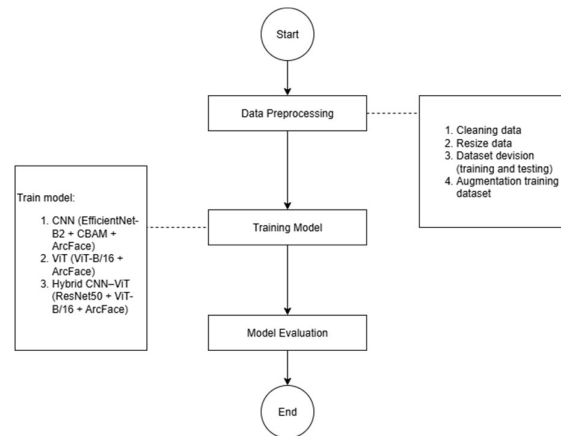 Start
Data Preprocessing
1. Cleaning data
2. Resize data
3. Dataset devision
(training and testing)
4. Augmentation training
dataset
Train model:
1. CNN (EfficientNet-
B2 + CBAM +
ArcFace)
2. ViT (ViT-B/16 +
ArcFace)
3. Hybrid CNN–ViT
(ResNet50 + ViT-
B/16 + ArcFace)
Training Model
Model Evaluation
End